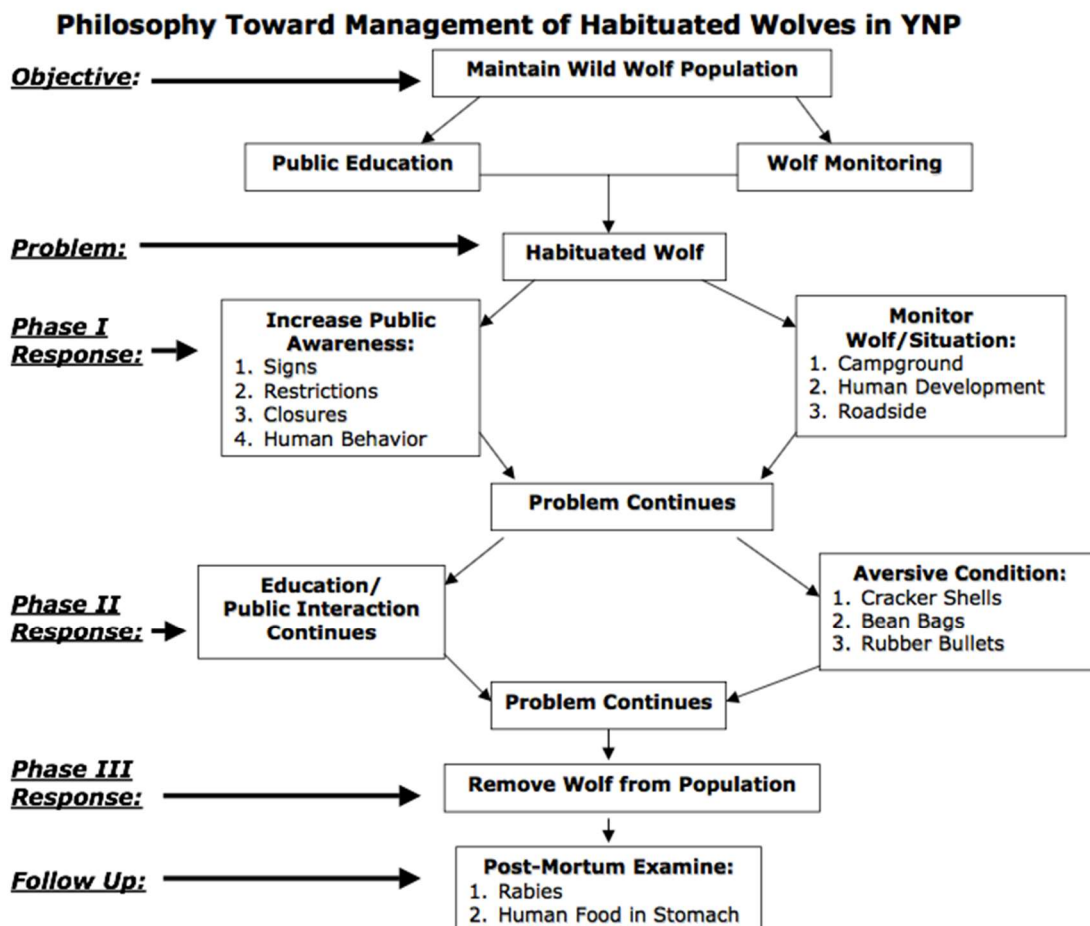 Philosophy Toward Management of Habituated Wolves in YNP
Objective:
Maintain Wild Wolf Population
Public Education
Wolf Monitoring
Problem:
Habituated Wolf
Phase I
Response:
Increase Public
Awareness:
1. Signs
2. Restrictions
3. Closures
4. Human Behavior
Monitor
Wolf/Situation:
1. Campground
2. Human Development
3. Roadside
Problem Continues
Phase II
Response:
Education/
Public Interaction
Continues
Aversive Condition:
1. Cracker Shells
2. Bean Bags
3. Rubber Bullets
Problem Continues
Phase III
Response:
Remove Wolf from Population
Follow Up:
Post-Mortum Examine:
1. Rabies
2. Human Food in Stomach